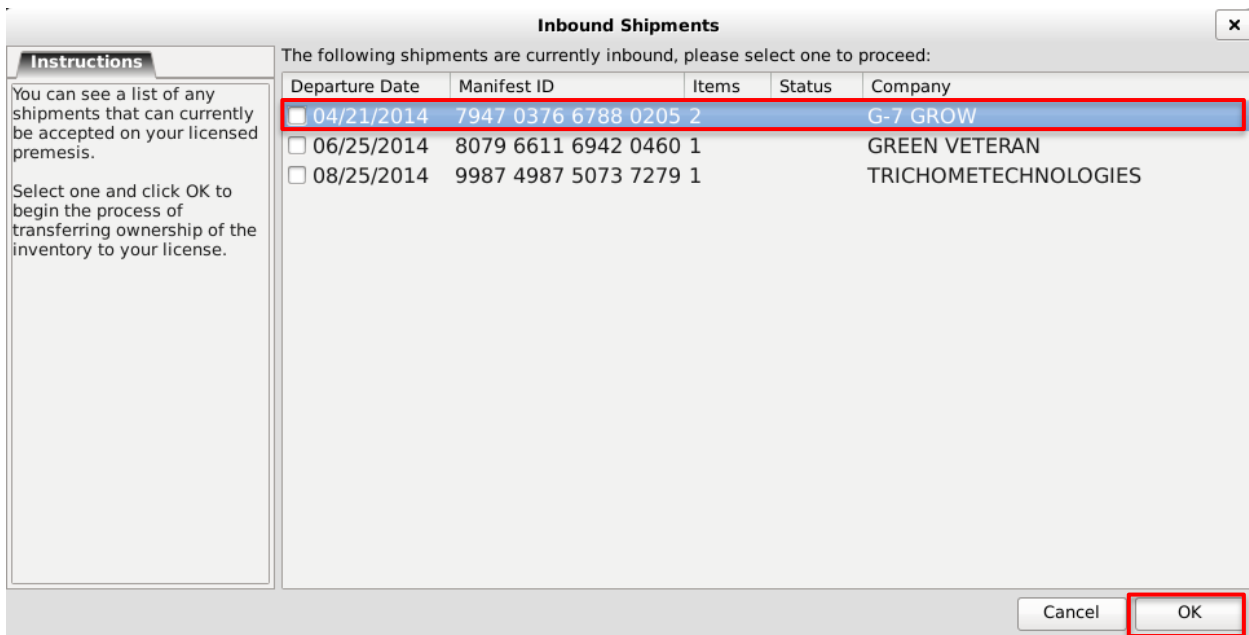 Inbound Shipments
Instructions
You can see a list of any
shipments that can currently
be accepted on your licensed
premesis.
Select one and click OK to
begin the process of
transferring ownership of the
inventory to your license.
The following shipments are currently inbound, please select one to proceed:
Departure Date Manifest ID Items Status Company
04/21/2014 7947 0376 6788 0205 2 G-7 GROW
06/25/2014 8079 6611 6942 0460 1 GREEN VETERAN
08/25/2014 9987 4987 5073 7279 1 TRICHOMETECHNOLOGIES
Cancel OK